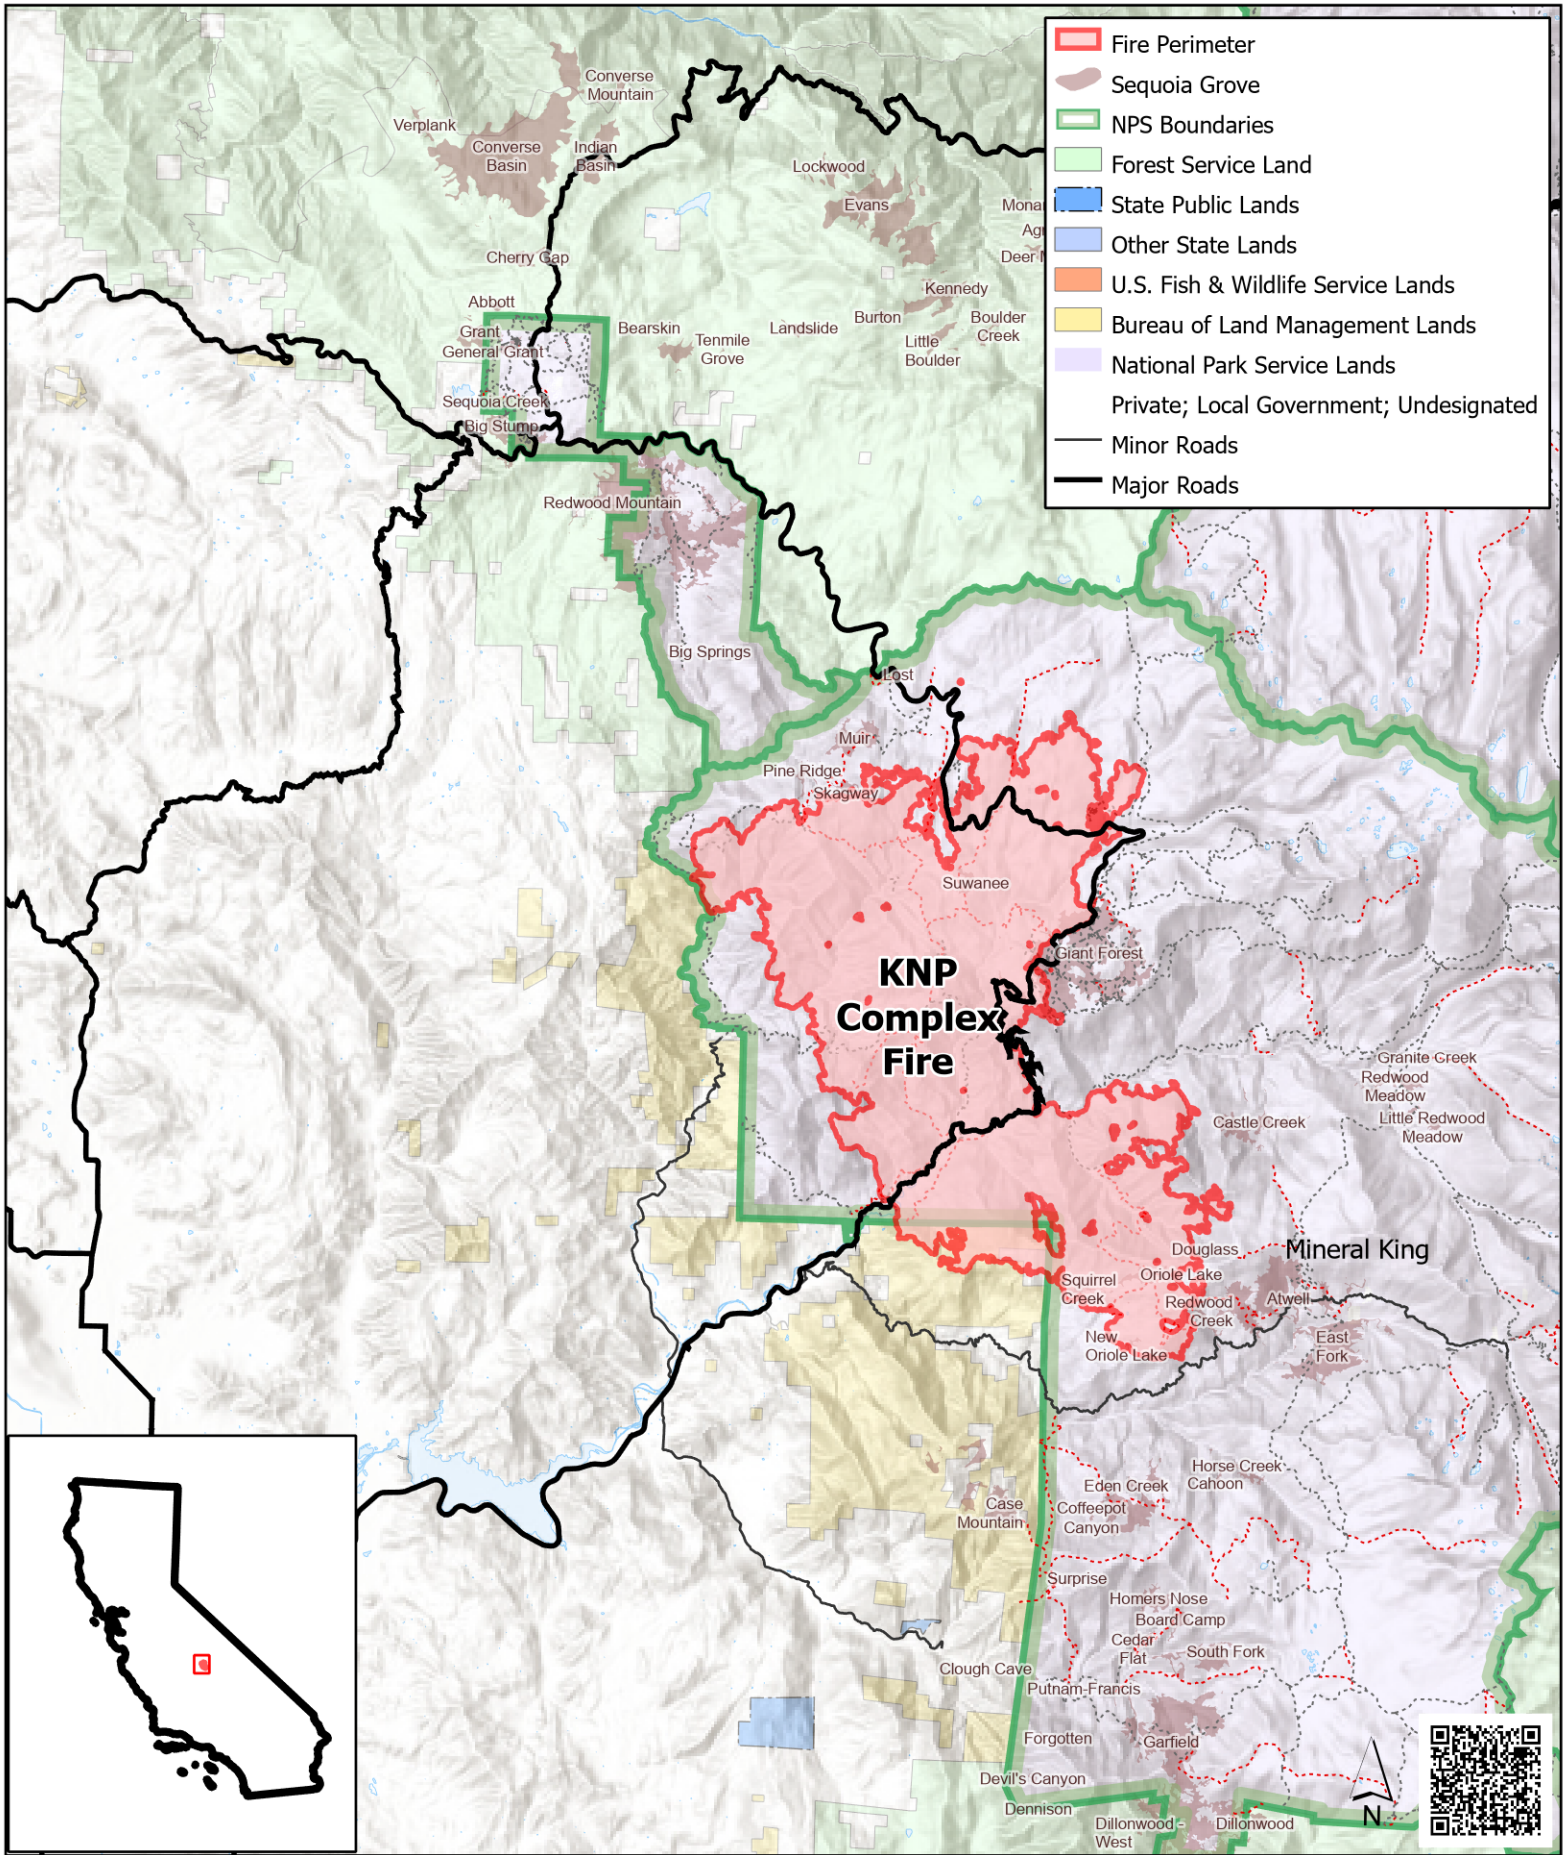 Fire Perimeter
Sequoia Grove
NPS Boundaries
Forest Service Land
State Public Lands
Other State Lands
U.S. Fish & Wildlife Service Lands
Bureau of Land Management Lands
National Park Service Lands
Private; Local Government; Undesignated
Minor Roads
Major Roads
Converse
Mountain
Verplank
Converse
Basin
Indian
Basin
Lockwood
Evans
Cherry Gap
Abbott
Grant
General Grant
Bearskin
Tenmile
Grove
Landslide
Burton
Kennedy
Little
Boulder
Boulder
Creek
Deer
Sequoia Creek
Big Stump
Redwood Mountain
Big Springs
Lost
Muir
Pine Ridge
Skagway
Suwanee
Giant Forest
KNP
Complex
Fire
Granite Creek
Redwood
Meadow
Little Redwood
Meadow
Castle Creek
Douglass
Mineral King
Oriole Lake
Squirrel
Creek
Redwood
Creek
Atwell
New
Oriole Lake
East
Fork
Horse Creek
Cahoon
Eden Creek
Coffeepot
Canyon
Case
Mountain
Surprise
Homers Nose
Board Camp
Cedar
Flat
South Fork
Clough Cave
Putnam-Francis
Forgotten
Garfield
Devil's Canyon
Dennison
Dillonwood -
West
Dillonwood
N